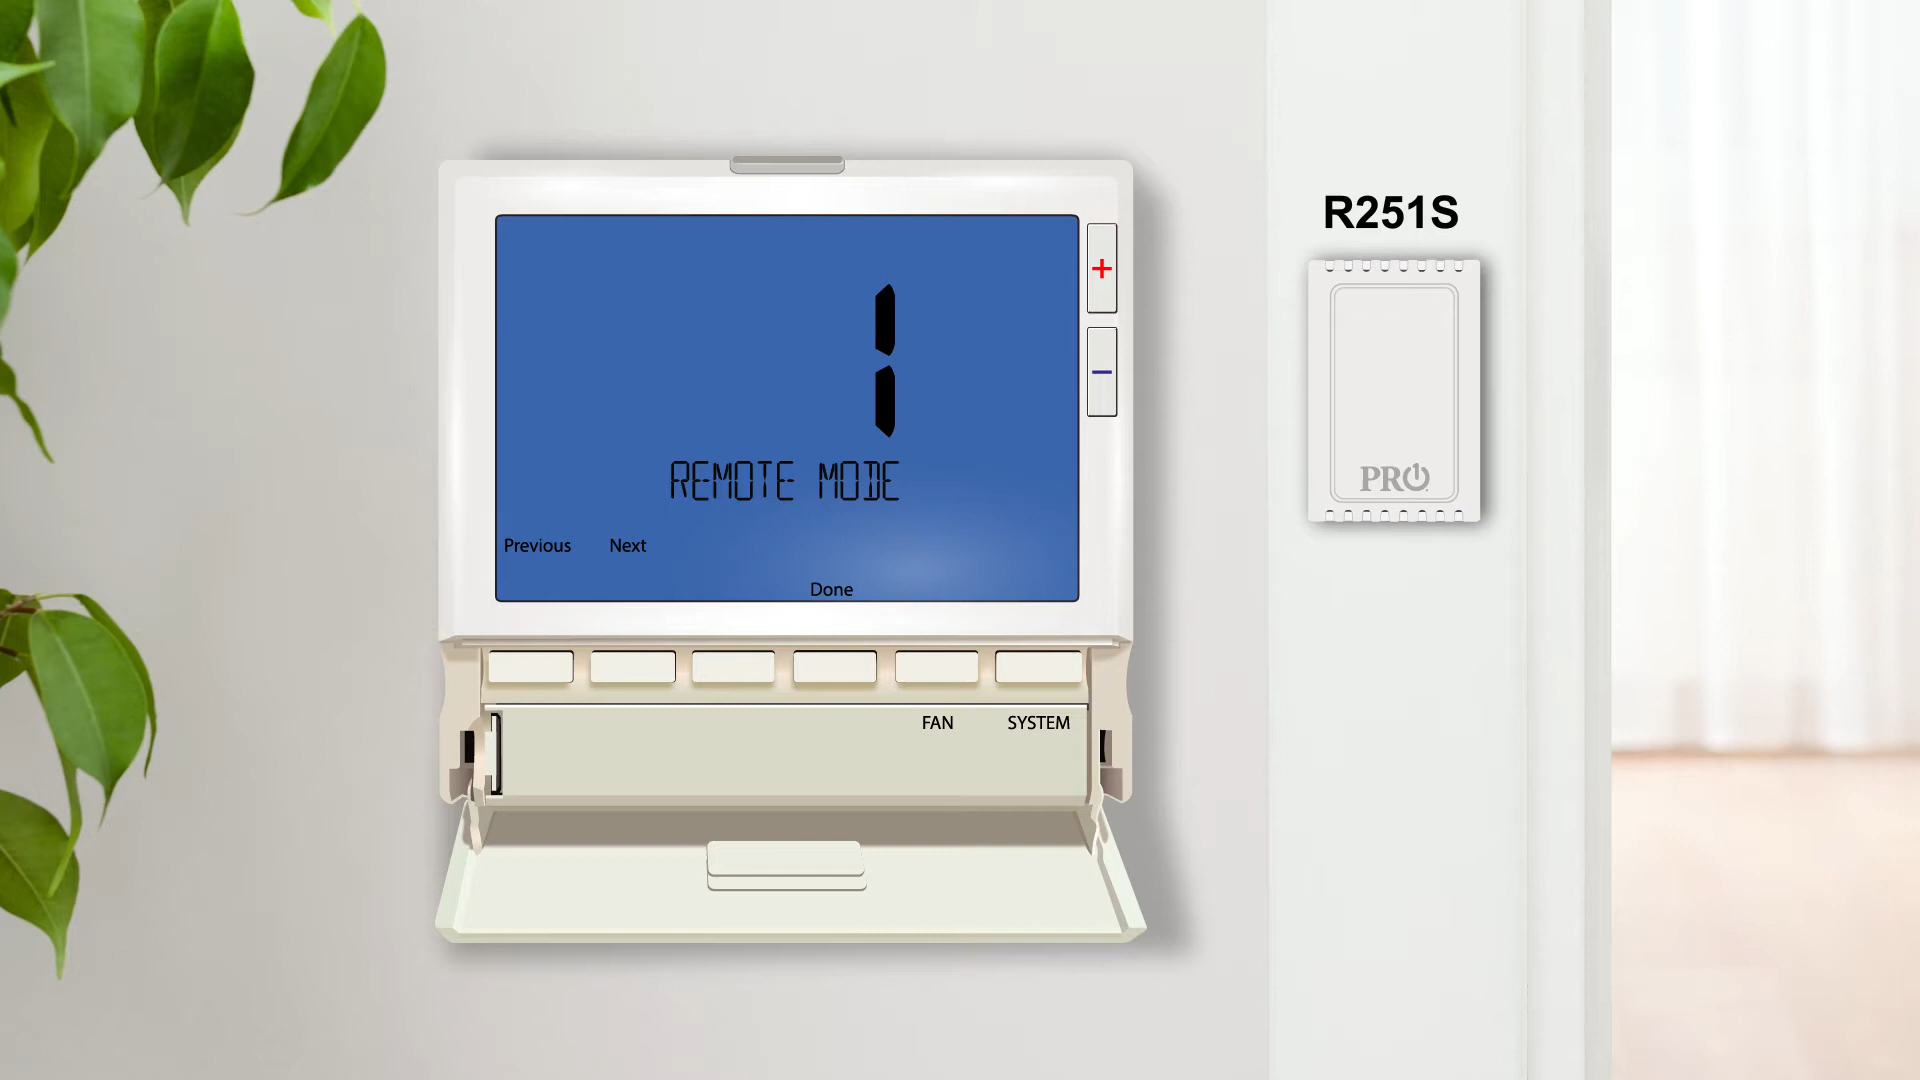 R251S
+
1
−
REMOTE MODE
PRO
Previous Next
Done
FAN SYSTEM